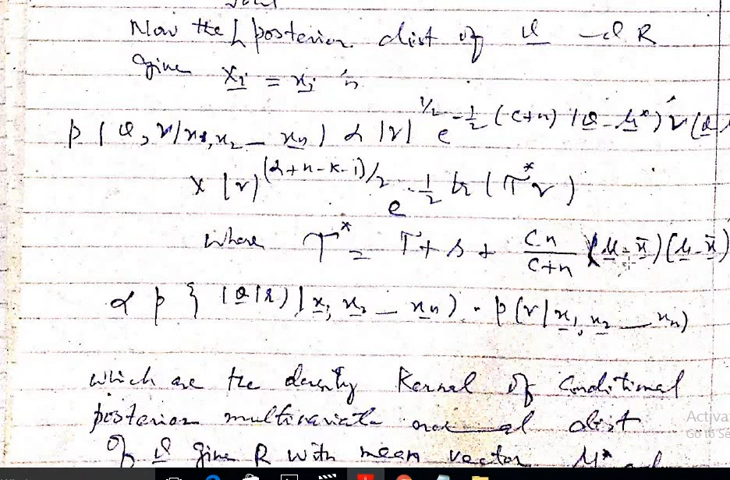 Joint
Now the L posterior dist of θ and R
given X̲i = x̲i is
p(θ, r/x1, x2 — xn) ∝ |r|^1/2 e^-1/2 (c+n) (θ - μ*)' r (θ
× |r|^(α+n-k-1)/2 e^-1/2 tr (T* r)
where T* = T + s + cn/c+n (μ - x̄)(μ - x̄)
∝ p { (θ|R) | x1, x2 — xn) · p(r|x1, x2 — xn)
which are the density Kernel of conditional
posterior multivariate normal dist
of θ given R with mean vector μ*
Activa
Go to Se